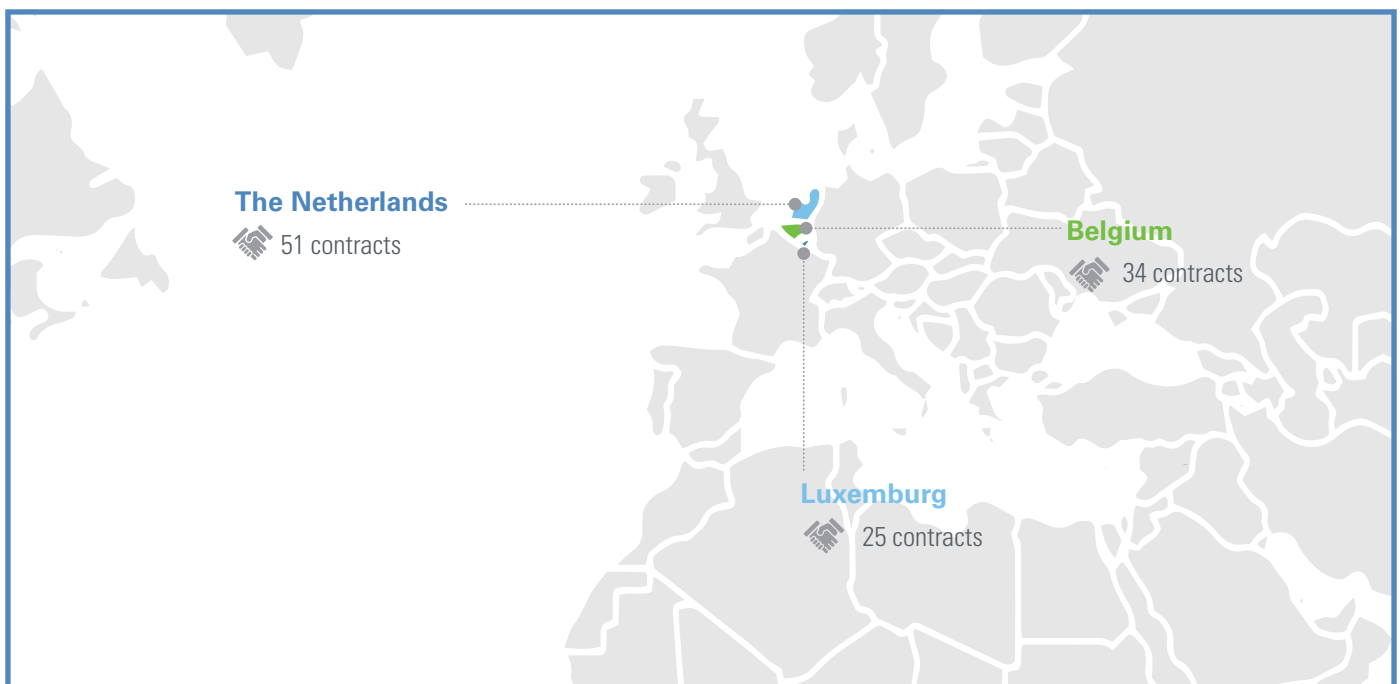 The Netherlands
51 contracts
Belgium
34 contracts
Luxemburg
25 contracts